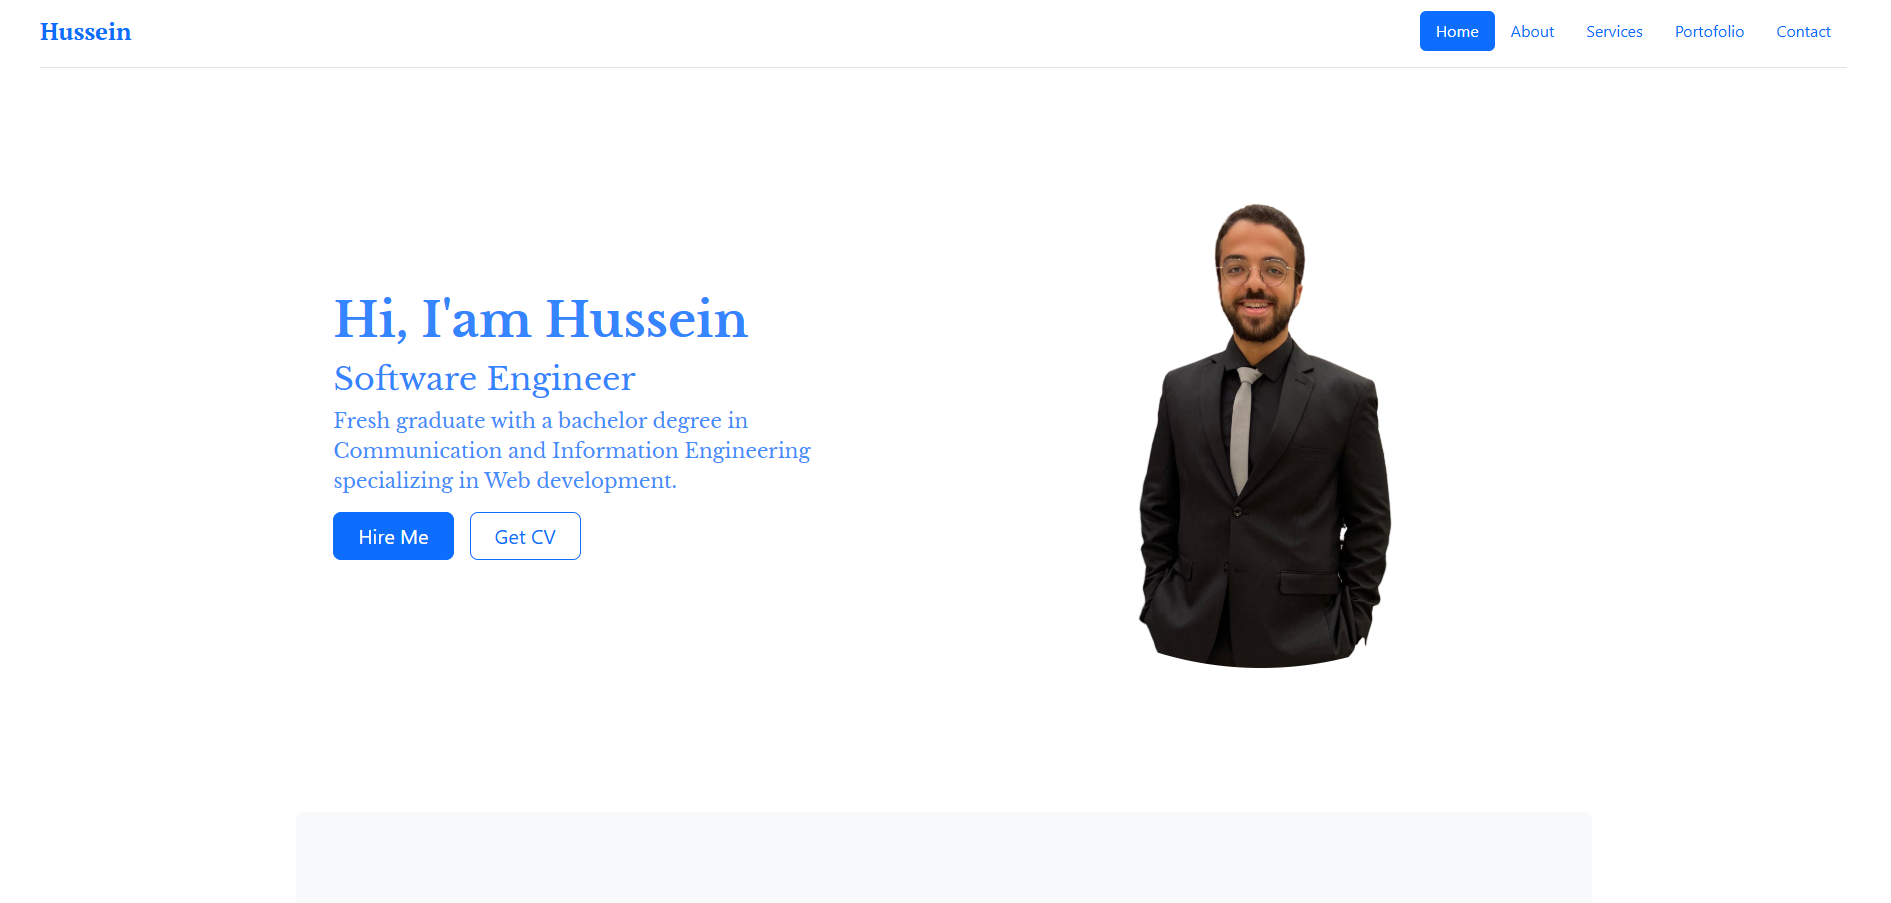 Hussein
Home About Services Portofolio Contact
Hi, I'am Hussein
Software Engineer
Fresh graduate with a bachelor degree in
Communication and Information Engineering
specializing in Web development.
Hire Me Get CV